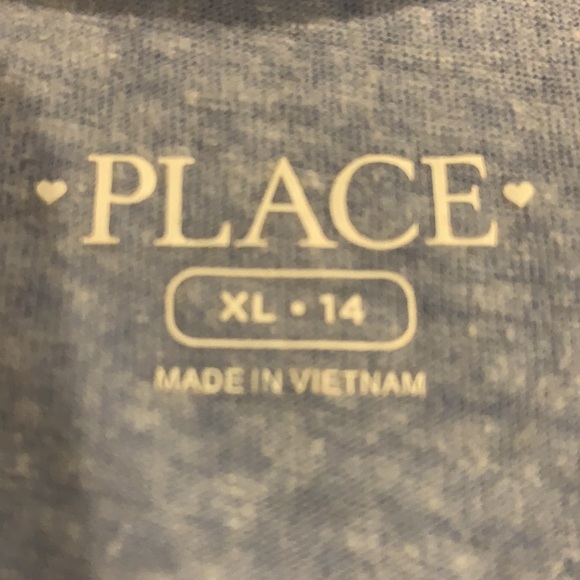 ♥PLACE♥
XL • 14
MADE IN VIETNAM